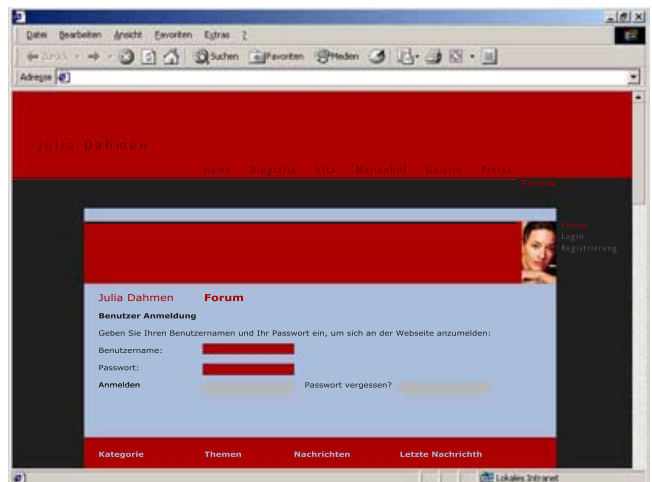 Datei Bearbeiten Ansicht Favoriten Extras ?
Zurück Suchen Favoriten Medien
Adresse
Julia Dahmen
Home Biografie Vita Marienhof Galerie Presse
Forum
Forum
Login
Registrierung
Julia Dahmen Forum
Benutzer Anmeldung
Geben Sie Ihren Benutzernamen und Ihr Passwort ein, um sich an der Webseite anzumelden:
Benutzername:
Passwort:
Anmelden Passwort vergessen?
Kategorie Themen Nachrichten Letzte Nachrichth
Lokales Intranet